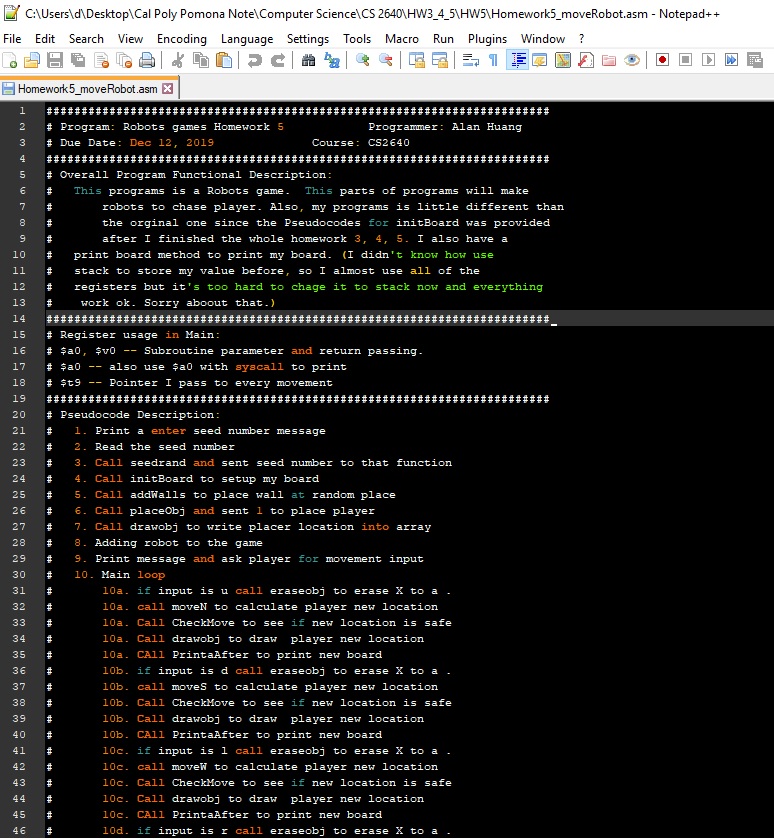 C:\Users\d\Desktop\Cal Poly Pomona Note\Computer Science\CS 2640\HW3_4_5\HW5\Homework5_moveRobot.asm - Notepad++
File Edit Search View Encoding Language Settings Tools Macro Run Plugins Window ?
Homework5_moveRobot.asm
1 ########################################################################
2 # Program: Robots games Homework 5 Programmer: Alan Huang
3 # Due Date: Dec 12, 2019 Course: CS2640
4 ########################################################################
5 # Overall Program Functional Description:
6 # This programs is a Robots game. This parts of programs will make
7 # robots to chase player. Also, my programs is little different than
8 # the orginal one since the Pseudocodes for initBoard was provided
9 # after I finished the whole homework 3, 4, 5. I also have a
10 # print board method to print my board. (I didn't know how use
11 # stack to store my value before, so I almost use all of the
12 # registers but it's too hard to chage it to stack now and everything
13 # work ok. Sorry aboout that.)
14 ########################################################################
15 # Register usage in Main:
16 # $a0, $v0 -- Subroutine parameter and return passing.
17 # $a0 -- also use $a0 with syscall to print
18 # $t9 -- Pointer I pass to every movement
19 ########################################################################
20 # Pseudocode Description:
21 # 1. Print a enter seed number message
22 # 2. Read the seed number
23 # 3. Call seedrand and sent seed number to that function
24 # 4. Call initBoard to setup my board
25 # 5. Call addWalls to place wall at random place
26 # 6. Call placeObj and sent 1 to place player
27 # 7. Call drawobj to write placer location into array
28 # 8. Adding robot to the game
29 # 9. Print message and ask player for movement input
30 # 10. Main loop
31 # 10a. if input is u call eraseobj to erase X to a .
32 # 10a. call moveN to calculate player new location
33 # 10a. Call CheckMove to see if new location is safe
34 # 10a. Call drawobj to draw  player new location
35 # 10a. CAll PrintaAfter to print new board
36 # 10b. if input is d call eraseobj to erase X to a .
37 # 10b. call moveS to calculate player new location
38 # 10b. Call CheckMove to see if new location is safe
39 # 10b. Call drawobj to draw  player new location
40 # 10b. CAll PrintaAfter to print new board
41 # 10c. if input is l call eraseobj to erase X to a .
42 # 10c. call moveW to calculate player new location
43 # 10c. Call CheckMove to see if new location is safe
44 # 10c. Call drawobj to draw  player new location
45 # 10c. CAll PrintaAfter to print new board
46 # 10d. if input is r call eraseobj to erase X to a .